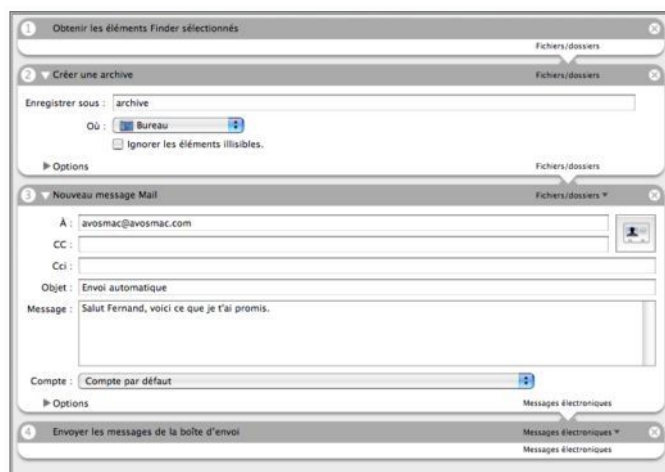 1 Obtenir les éléments Finder sélectionnés
Fichiers/dossiers
2 Créer une archive Fichiers/dossiers
Enregistrer sous : archive
Où : Bureau
Ignorer les éléments illisibles.
Options Fichiers/dossiers
3 Nouveau message Mail Fichiers/dossiers
À : avosmac@avosmac.com
CC :
Cci :
Objet : Envoi automatique
Message : Salut Fernand, voici ce que je t'ai promis.
Compte : Compte par défaut
Options Messages électroniques
4 Envoyer les messages de la boîte d'envoi Messages électroniques
Messages électroniques